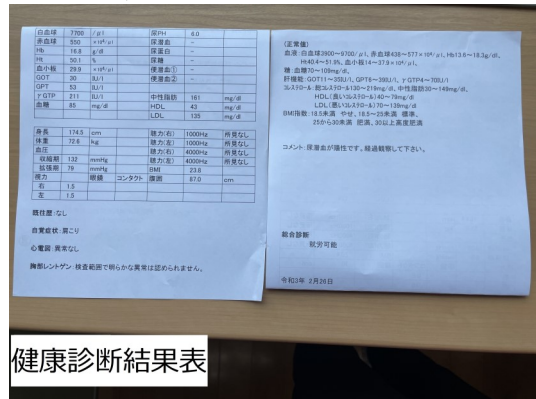 白血球 7700 /μl 尿PH 6.0
赤血球 500 ×10⁴/μl 尿潜血 -
Hb 16.8 g/dl 尿蛋白 -
Ht 50.1 % 尿糖 -
血小板 29.9 ×10⁴/μl 便潜血① -
GOT 30 IU/l 便潜血② -
GPT 53 IU/l
γGTP 211 IU/l 中性脂肪 161 mg/dl
血糖 85 mg/dl HDL 43 mg/dl
LDL 135 mg/dl
身長 174.5 cm 聴力(右) 1000Hz 所見なし
体重 72.6 kg 聴力(左) 1000Hz 所見なし
血圧 聴力(右) 4000Hz 所見なし
収縮期 132 mmHg 聴力(左) 4000Hz 所見なし
拡張期 79 mmHg BMI 23.8
視力 眼鏡 コンタクト 腹囲 87.0 cm
右 1.5
左 1.5
既往歴:なし
自覚症状:肩こり
心電図:異常なし
胸部レントゲン:検査範囲で明らかな異常は認められません。
(正常値)
血液:白血球3900~9700/μl、赤血球438~577×10⁴/μl、Hb13.6~18.3g/dl、
Ht40.4~51.9%、血小板14~37.9×10⁴/μl、
糖:血糖70~109mg/dl、
肝機能:GOT11~35IU/l、GPT6~39IU/l、γGTP4~70IU/l
コレステロール:総コレステロール130~219mg/dl、中性脂肪30~149mg/dl、
HDL(良いコレステロール)40~79mg/dl
LDL(悪いコレステロール)70~139mg/dl
BMI指数:18.5未満 やせ、18.5~25未満 標準、
25から30未満 肥満、30以上高度肥満
コメント:尿潜血が陽性です。経過観察して下さい。
総合診断
就労可能
令和3年 2月26日
健康診断結果表